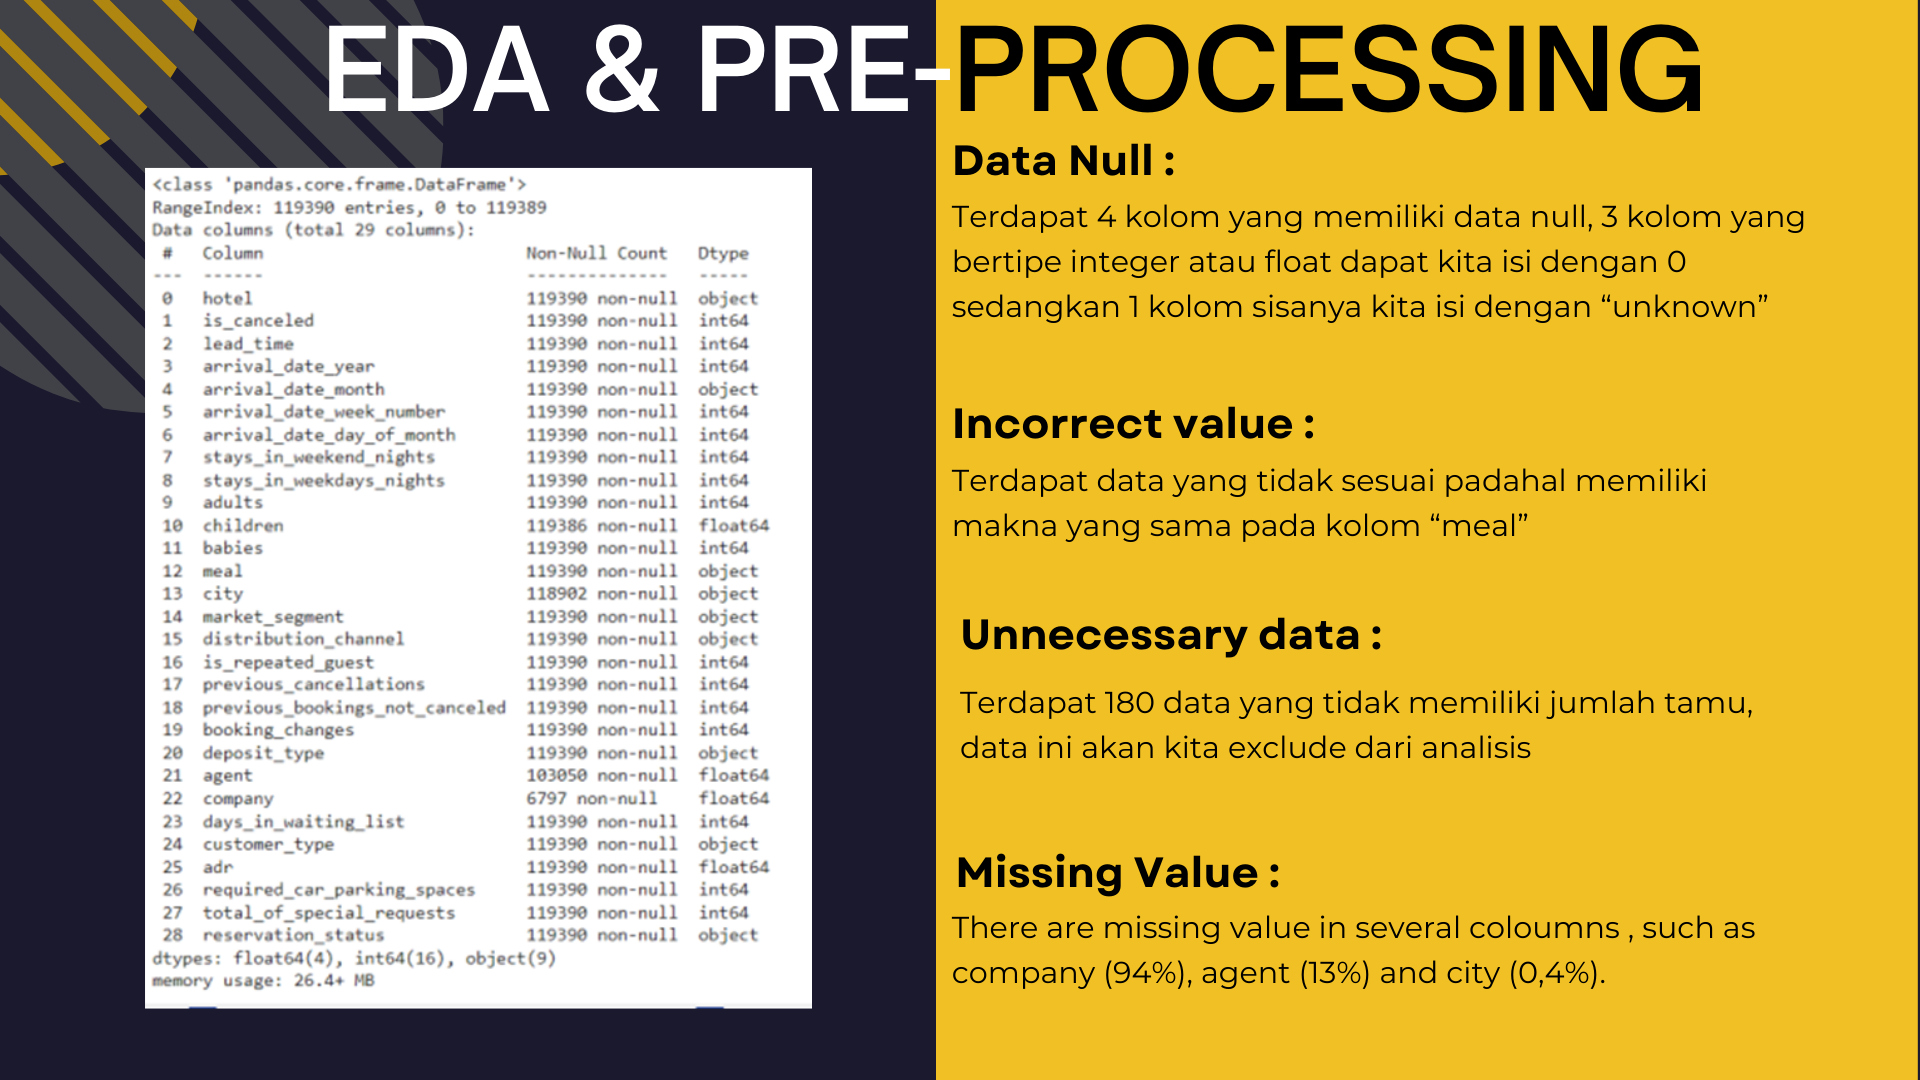 EDA & PRE-PROCESSING
<class 'pandas.core.frame.DataFrame'>
RangeIndex: 119390 entries, 0 to 119389
Data columns (total 29 columns):
#   Column                          Non-Null Count   Dtype
---  ------                          --------------   -----
0   hotel                           119390 non-null  object
1   is_canceled                     119390 non-null  int64
2   lead_time                       119390 non-null  int64
3   arrival_date_year               119390 non-null  int64
4   arrival_date_month              119390 non-null  object
5   arrival_date_week_number        119390 non-null  int64
6   arrival_date_day_of_month       119390 non-null  int64
7   stays_in_weekend_nights         119390 non-null  int64
8   stays_in_weekdays_nights        119390 non-null  int64
9   adults                          119390 non-null  int64
10  children                        119386 non-null  float64
11  babies                          119390 non-null  int64
12  meal                            119390 non-null  object
13  city                            118902 non-null  object
14  market_segment                  119390 non-null  object
15  distribution_channel            119390 non-null  object
16  is_repeated_guest               119390 non-null  int64
17  previous_cancellations          119390 non-null  int64
18  previous_bookings_not_canceled  119390 non-null  int64
19  booking_changes                 119390 non-null  int64
20  deposit_type                    119390 non-null  object
21  agent                           103050 non-null  float64
22  company                         6797 non-null    float64
23  days_in_waiting_list            119390 non-null  int64
24  customer_type                   119390 non-null  object
25  adr                             119390 non-null  float64
26  required_car_parking_spaces     119390 non-null  int64
27  total_of_special_requests       119390 non-null  int64
28  reservation_status              119390 non-null  object
dtypes: float64(4), int64(16), object(9)
memory usage: 26.4+ MB
Data Null :
Terdapat 4 kolom yang memiliki data null, 3 kolom yang
bertipe integer atau float dapat kita isi dengan 0
sedangkan 1 kolom sisanya kita isi dengan “unknown”
Incorrect value :
Terdapat data yang tidak sesuai padahal memiliki
makna yang sama pada kolom “meal”
Unnecessary data :
Terdapat 180 data yang tidak memiliki jumlah tamu,
data ini akan kita exclude dari analisis
Missing Value :
There are missing value in several coloumns , such as
company (94%), agent (13%) and city (0,4%).